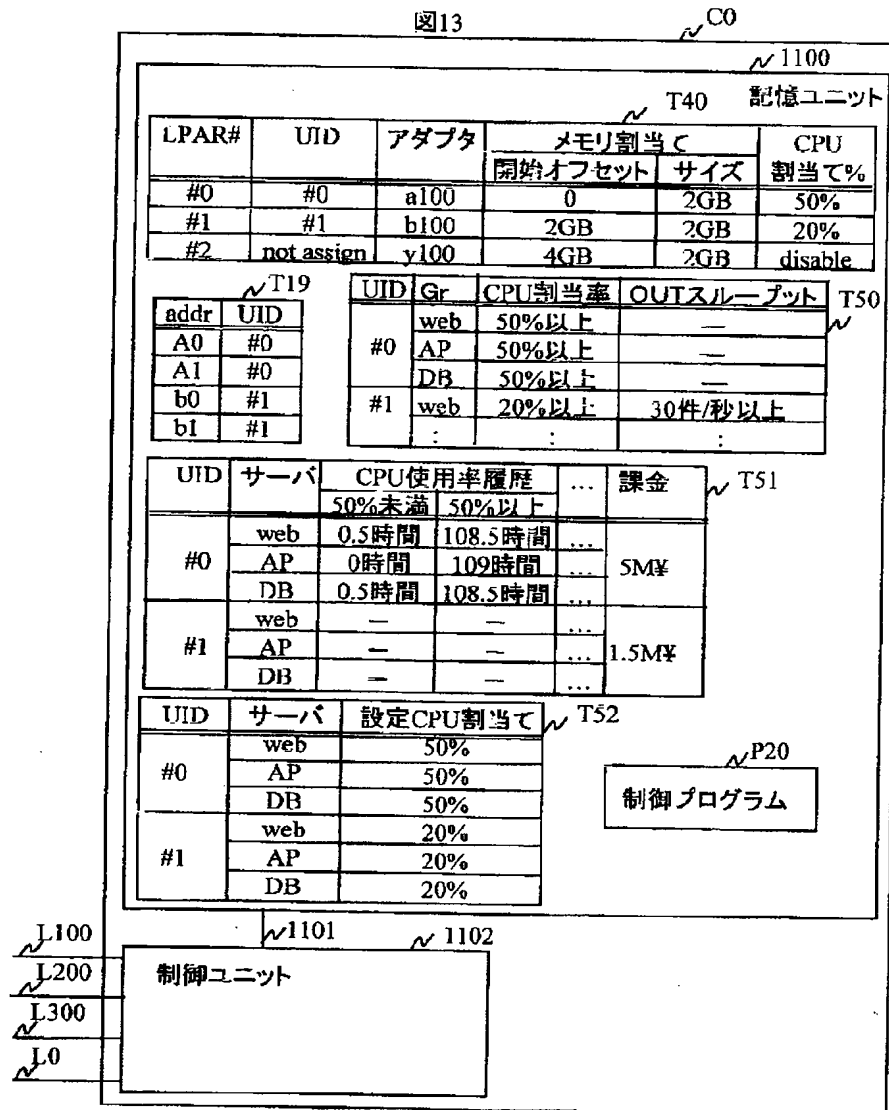 図13
C0
1100
T40 記憶ユニット
LPAR# UID アダプタ メモリ割当て CPU
開始オフセット サイズ 割当て%
#0 #0 a100 0 2GB 50%
#1 #1 b100 2GB 2GB 20%
#2 not assign y100 4GB 2GB disable
T19
addr UID
A0 #0
A1 #0
b0 #1
b1 #1
UID Gr CPU割当率 OUTスループット T50
web 50%以上 —
#0 AP 50%以上 —
DB 50%以上 —
#1 web 20%以上 30件/秒以上
: : :
UID サーバ CPU使用率履歴 … 課金 T51
50%未満 50%以上
web 0.5時間 108.5時間 …
#0 AP 0時間 109時間 … 5M¥
DB 0.5時間 108.5時間 …
web — — …
#1 AP — — … 1.5M¥
DB — — …
UID サーバ 設定CPU割当て T52
web 50%
#0 AP 50%
DB 50%
web 20%
#1 AP 20%
DB 20%
P20
制御プログラム
L100
1101
1102
制御ユニット
L200
L300
L0